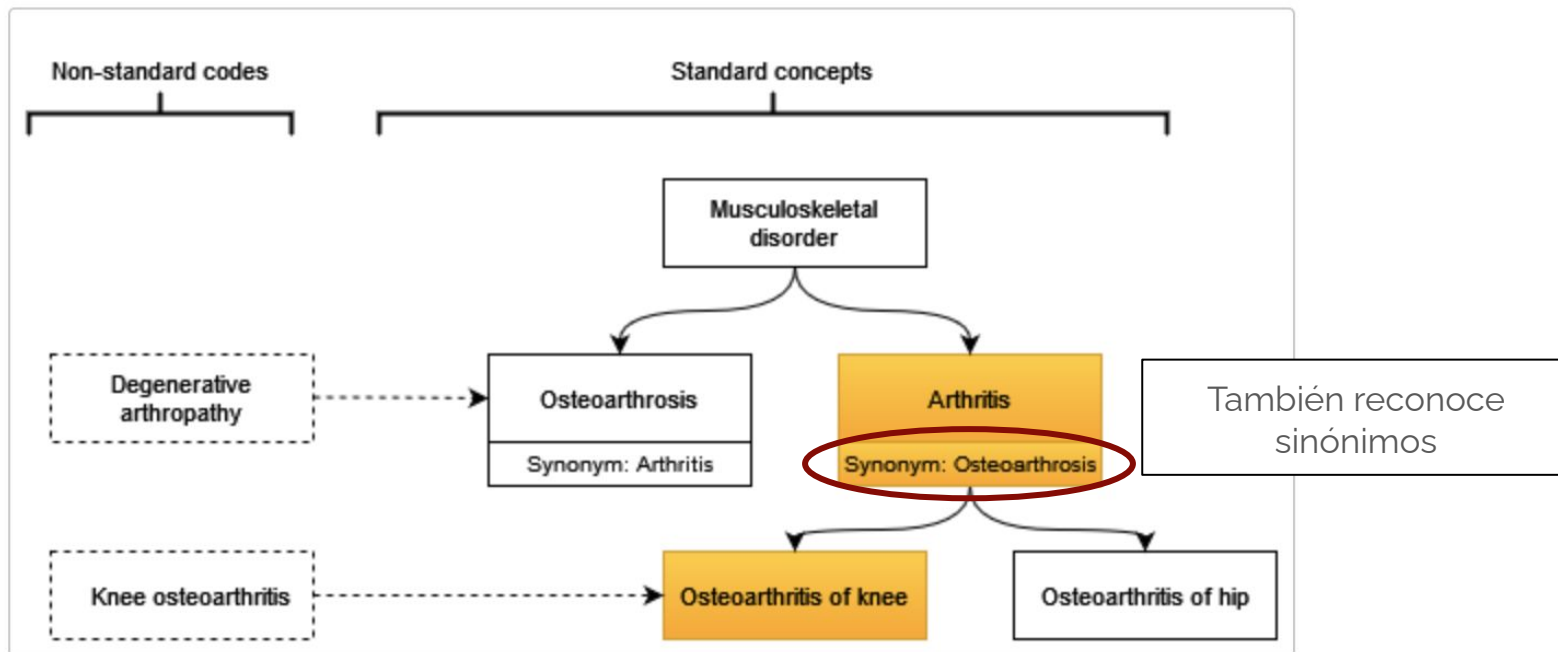 Non-standard codes
Standard concepts
Musculoskeletal
disorder
Degenerative
arthropathy
Osteoarthrosis
Synonym: Arthritis
Arthritis
Synonym: Osteoarthrosis
También reconoce
sinónimos
Knee osteoarthritis
Osteoarthritis of knee
Osteoarthritis of hip